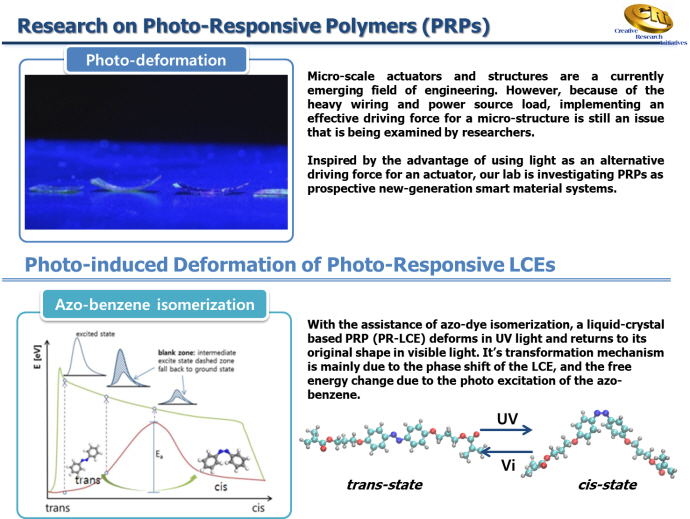 Research on Photo-Responsive Polymers (PRPs)
CRI
Creative
Research
Initiatives
Photo-deformation
Micro-scale actuators and structures are a currently
emerging field of engineering. However, because of the
heavy wiring and power source load, implementing an
effective driving force for a micro-structure is still an issue
that is being examined by researchers.
Inspired by the advantage of using light as an alternative
driving force for an actuator, our lab is investigating PRPs as
prospective new-generation smart material systems.
Photo-induced Deformation of Photo-Responsive LCEs
Azo-benzene isomerization
excited state
blank zone: intermediate
excite state dashed zone
fall back to ground state
E [eV]
Ea
trans
cis
trans
cis
With the assistance of azo-dye isomerization, a liquid-crystal
based PRP (PR-LCE) deforms in UV light and returns to its
original shape in visible light. It's transformation mechanism
is mainly due to the phase shift of the LCE, and the free
energy change due to the photo excitation of the azo-
benzene.
UV
Vi
trans-state
cis-state